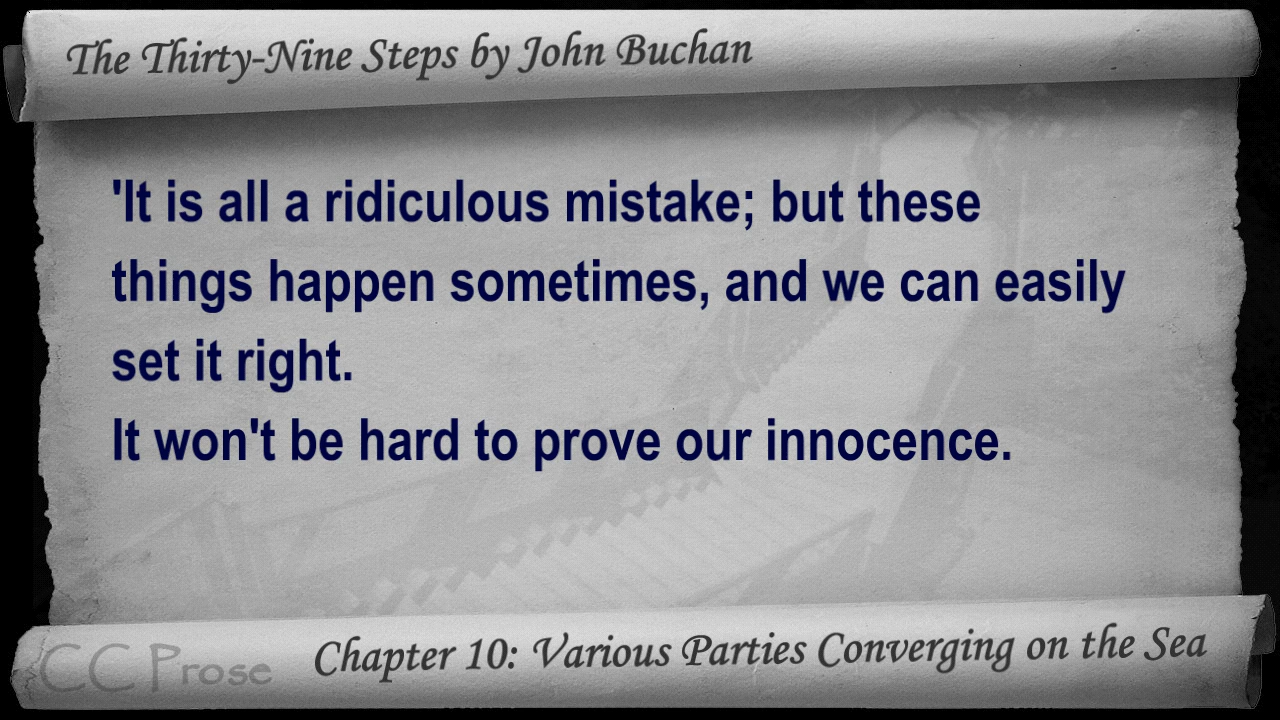 The Thirty-Nine Steps by John Buchan
'It is all a ridiculous mistake; but these
things happen sometimes, and we can easily
set it right.
It won't be hard to prove our innocence.
CC Prose
Chapter 10: Various Parties Converging on the Sea